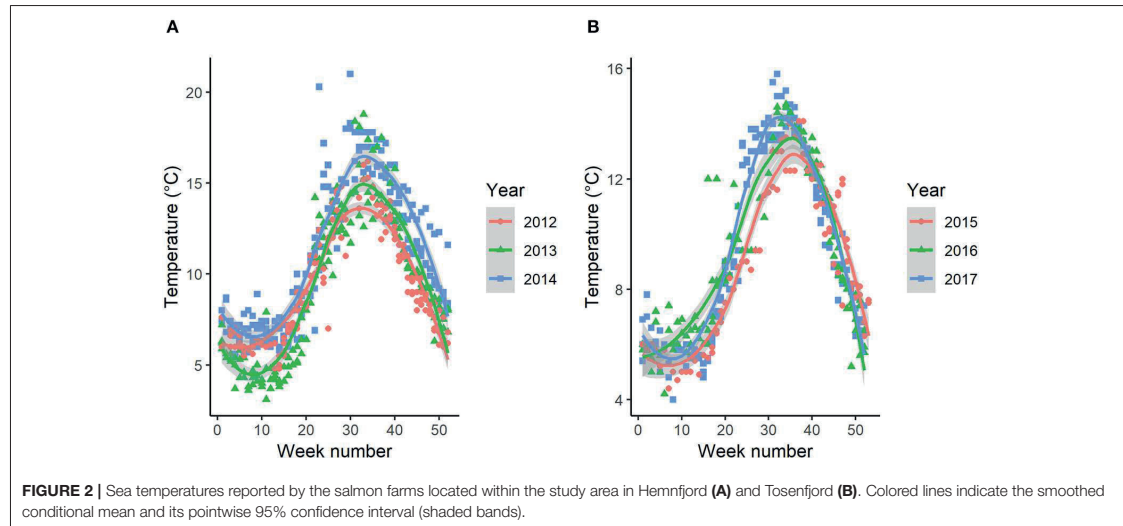 A
B
Temperature (°C)
20
15
10
5
0 10 20 30 40 50
Week number
Year
2012
2013
2014
Temperature (°C)
16
12
8
4
0 10 20 30 40 50
Week number
Year
2015
2016
2017
FIGURE 2 | Sea temperatures reported by the salmon farms located within the study area in Hemnfjord (A) and Tosenfjord (B). Colored lines indicate the smoothed
conditional mean and its pointwise 95% confidence interval (shaded bands).